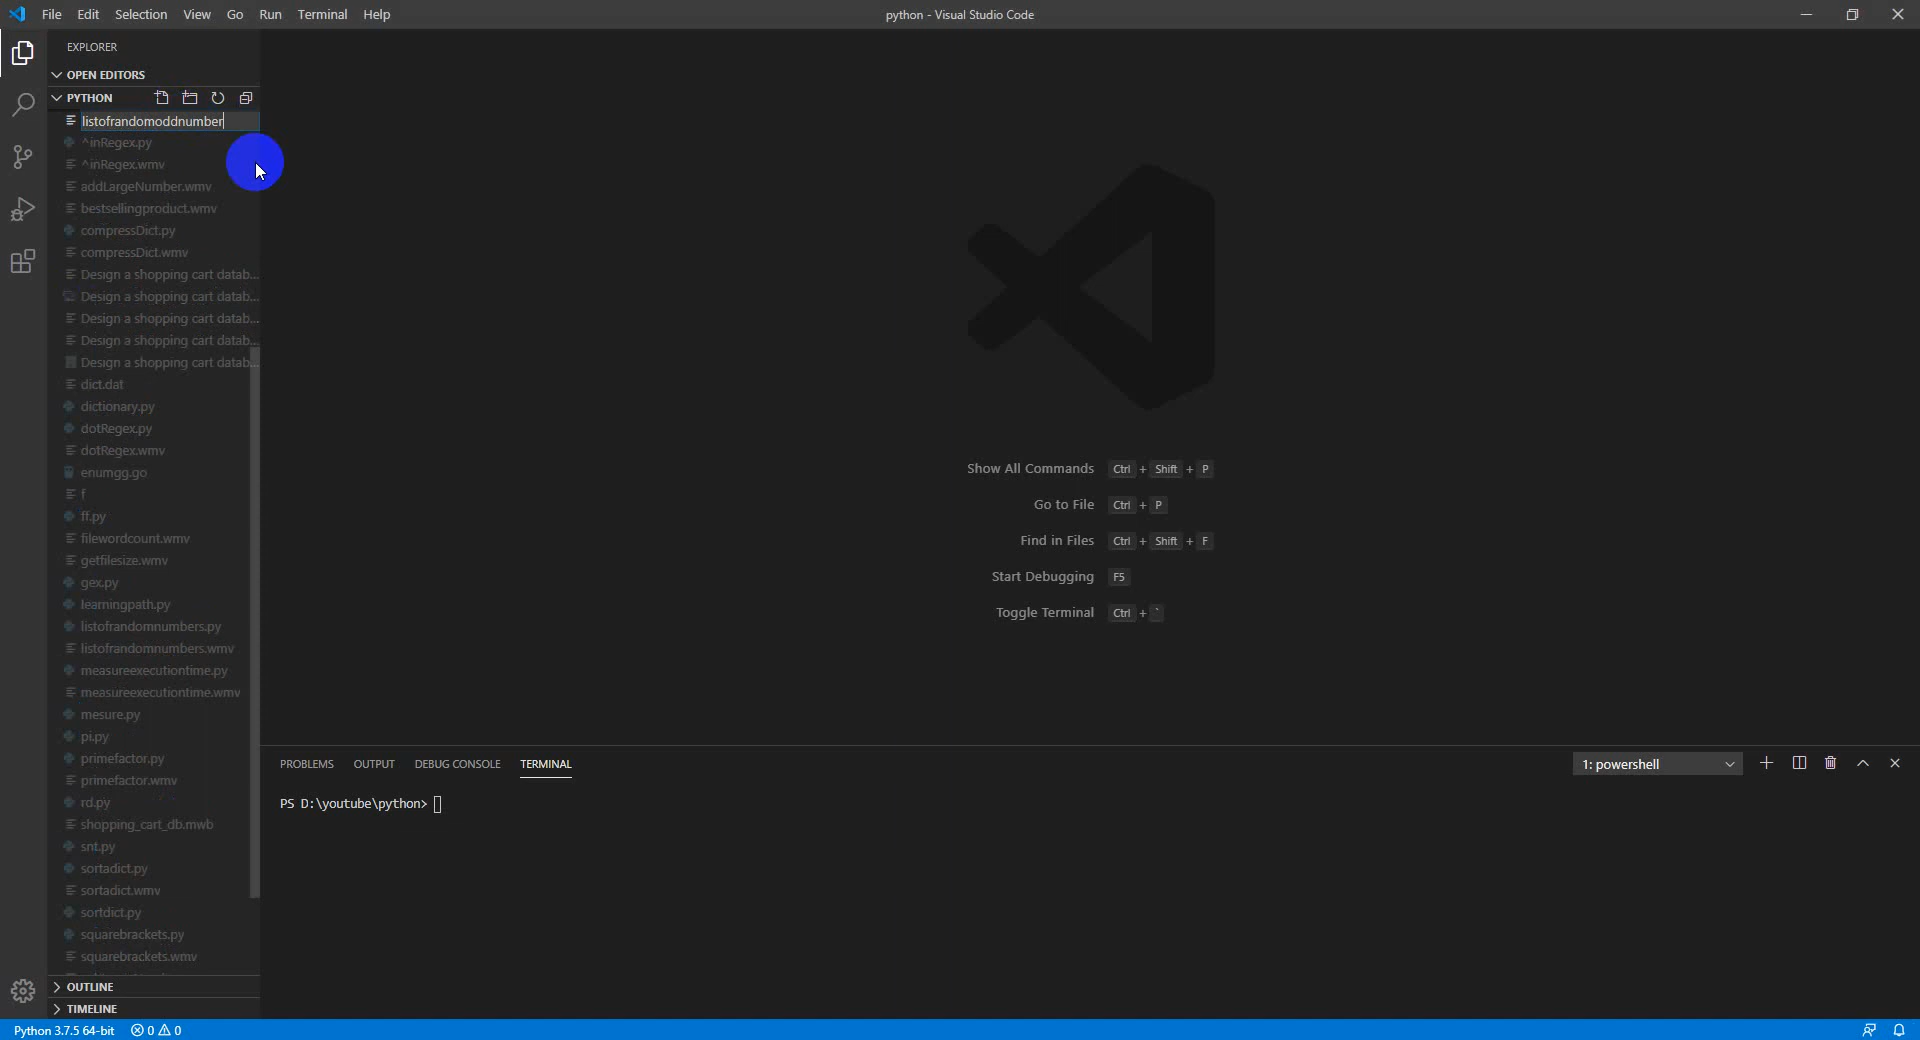 File Edit Selection View Go Run Terminal Help
python - Visual Studio Code
EXPLORER
OPEN EDITORS
PYTHON
listofrandomoddnumber
^inRegex.py
^inRegex.wmv
addLargeNumber.wmv
bestsellingproduct.wmv
compressDict.py
compressDict.wmv
Design a shopping cart datab...
Design a shopping cart datab...
Design a shopping cart datab...
Design a shopping cart datab...
Design a shopping cart datab...
dict.dat
dictionary.py
dotRegex.py
dotRegex.wmv
enumgg.go
f
ff.py
filewordcount.wmv
getfilesize.wmv
gex.py
learningpath.py
listofrandomnumbers.py
listofrandomnumbers.wmv
measureexecutiontime.py
measureexecutiontime.wmv
mesure.py
pi.py
primefactor.py
primefactor.wmv
rd.py
shopping_cart_db.mwb
snt.py
sortadict.py
sortadict.wmv
sortdict.py
squarebrackets.py
squarebrackets.wmv
OUTLINE
TIMELINE
Show All Commands Ctrl + Shift + P
Go to File Ctrl + P
Find in Files Ctrl + Shift + F
Start Debugging F5
Toggle Terminal Ctrl + `
PROBLEMS OUTPUT DEBUG CONSOLE TERMINAL
1: powershell
PS D:\youtube\python>
Python 3.7.5 64-bit 0 0